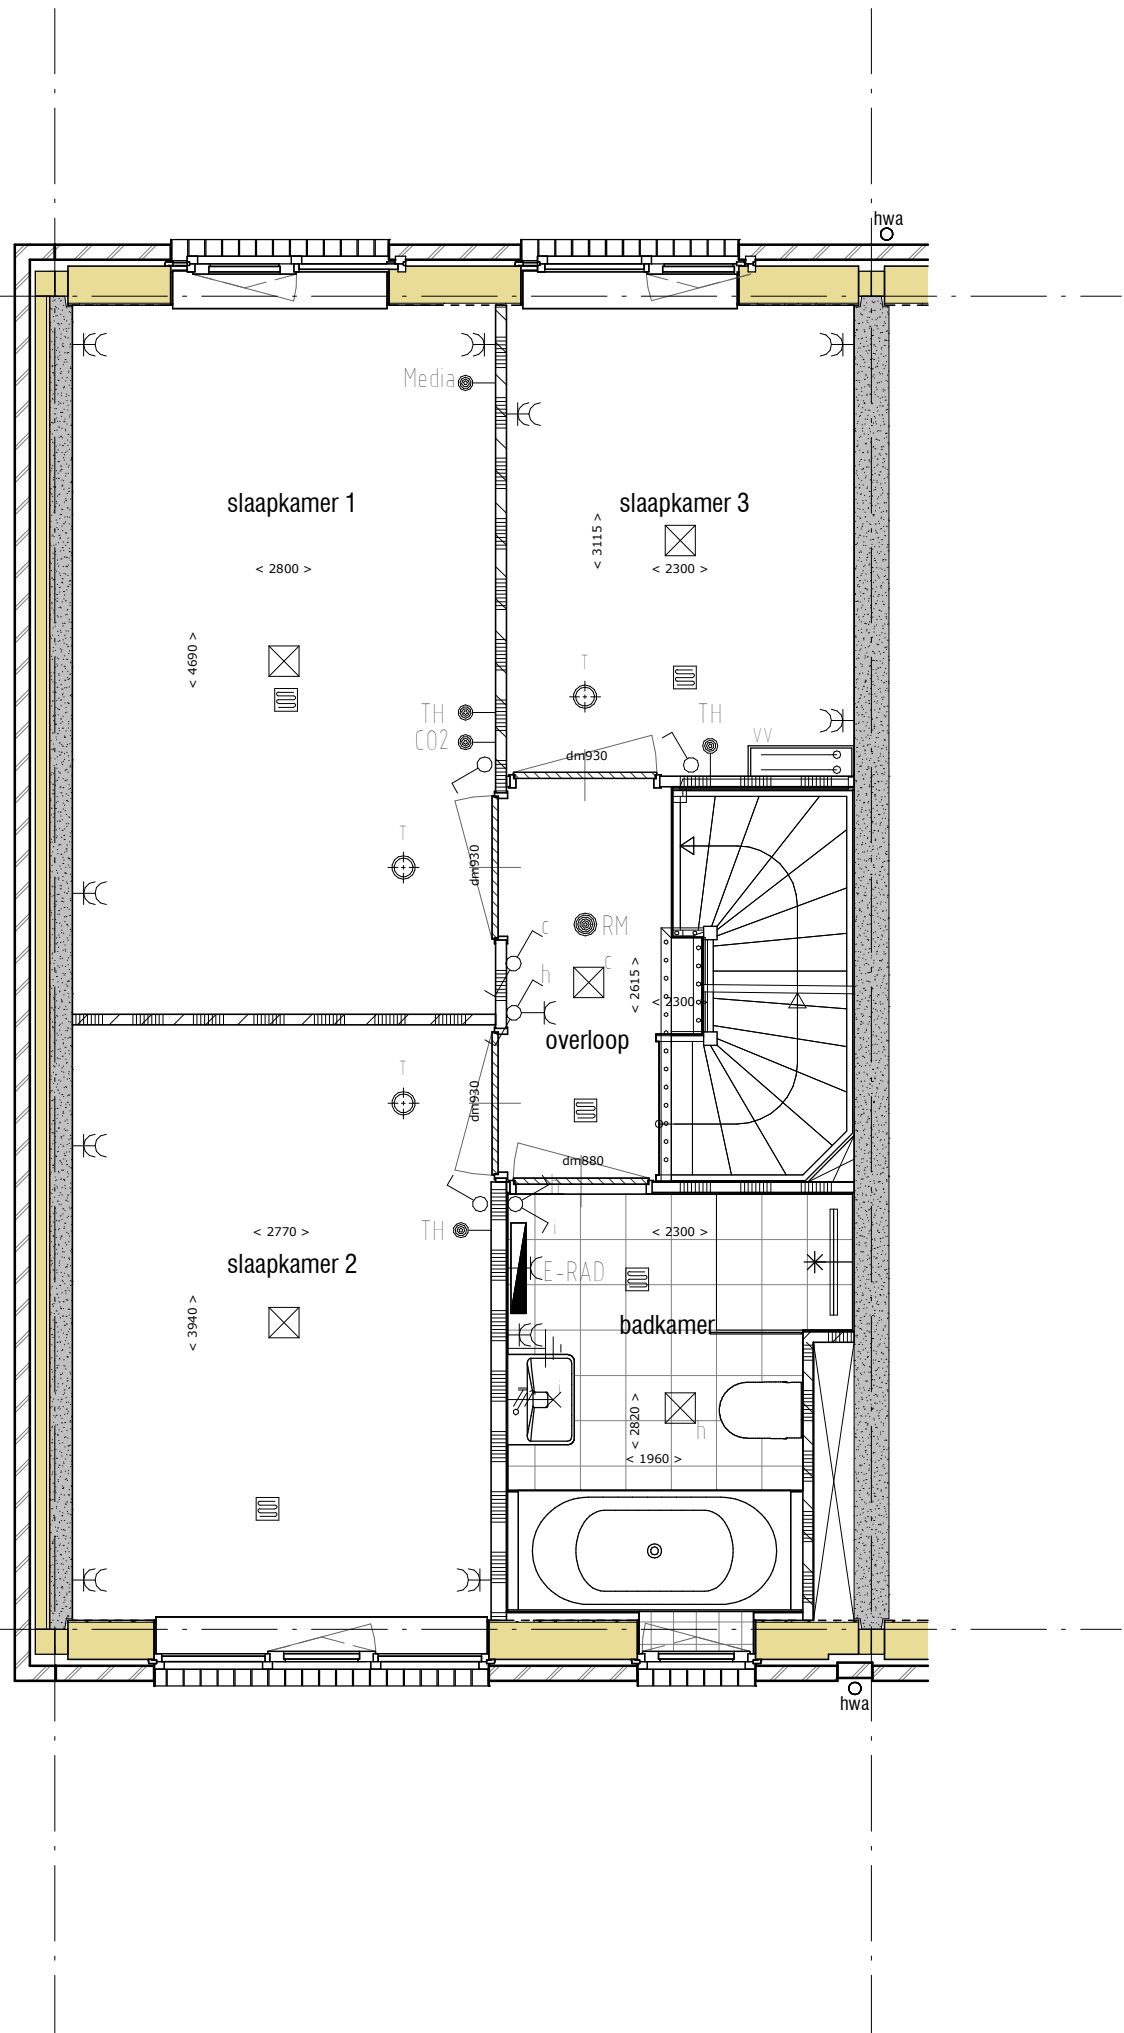 hwa
Media
slaapkamer 1
slaapkamer 3
< 3115 >
< 2800 >
< 2300 >
< 4690 >
T
TH
CO2
TH
VV
dm930
T
dm930
c
RM
c
h
< 2615 >
< 2300 >
overloop
T
dm930
dm880
h
i
TH
< 2770 >
< 2300 >
slaapkamer 2
E-RAD
< 3940 >
badkamer
< 2820 >
h
< 1960 >
hwa